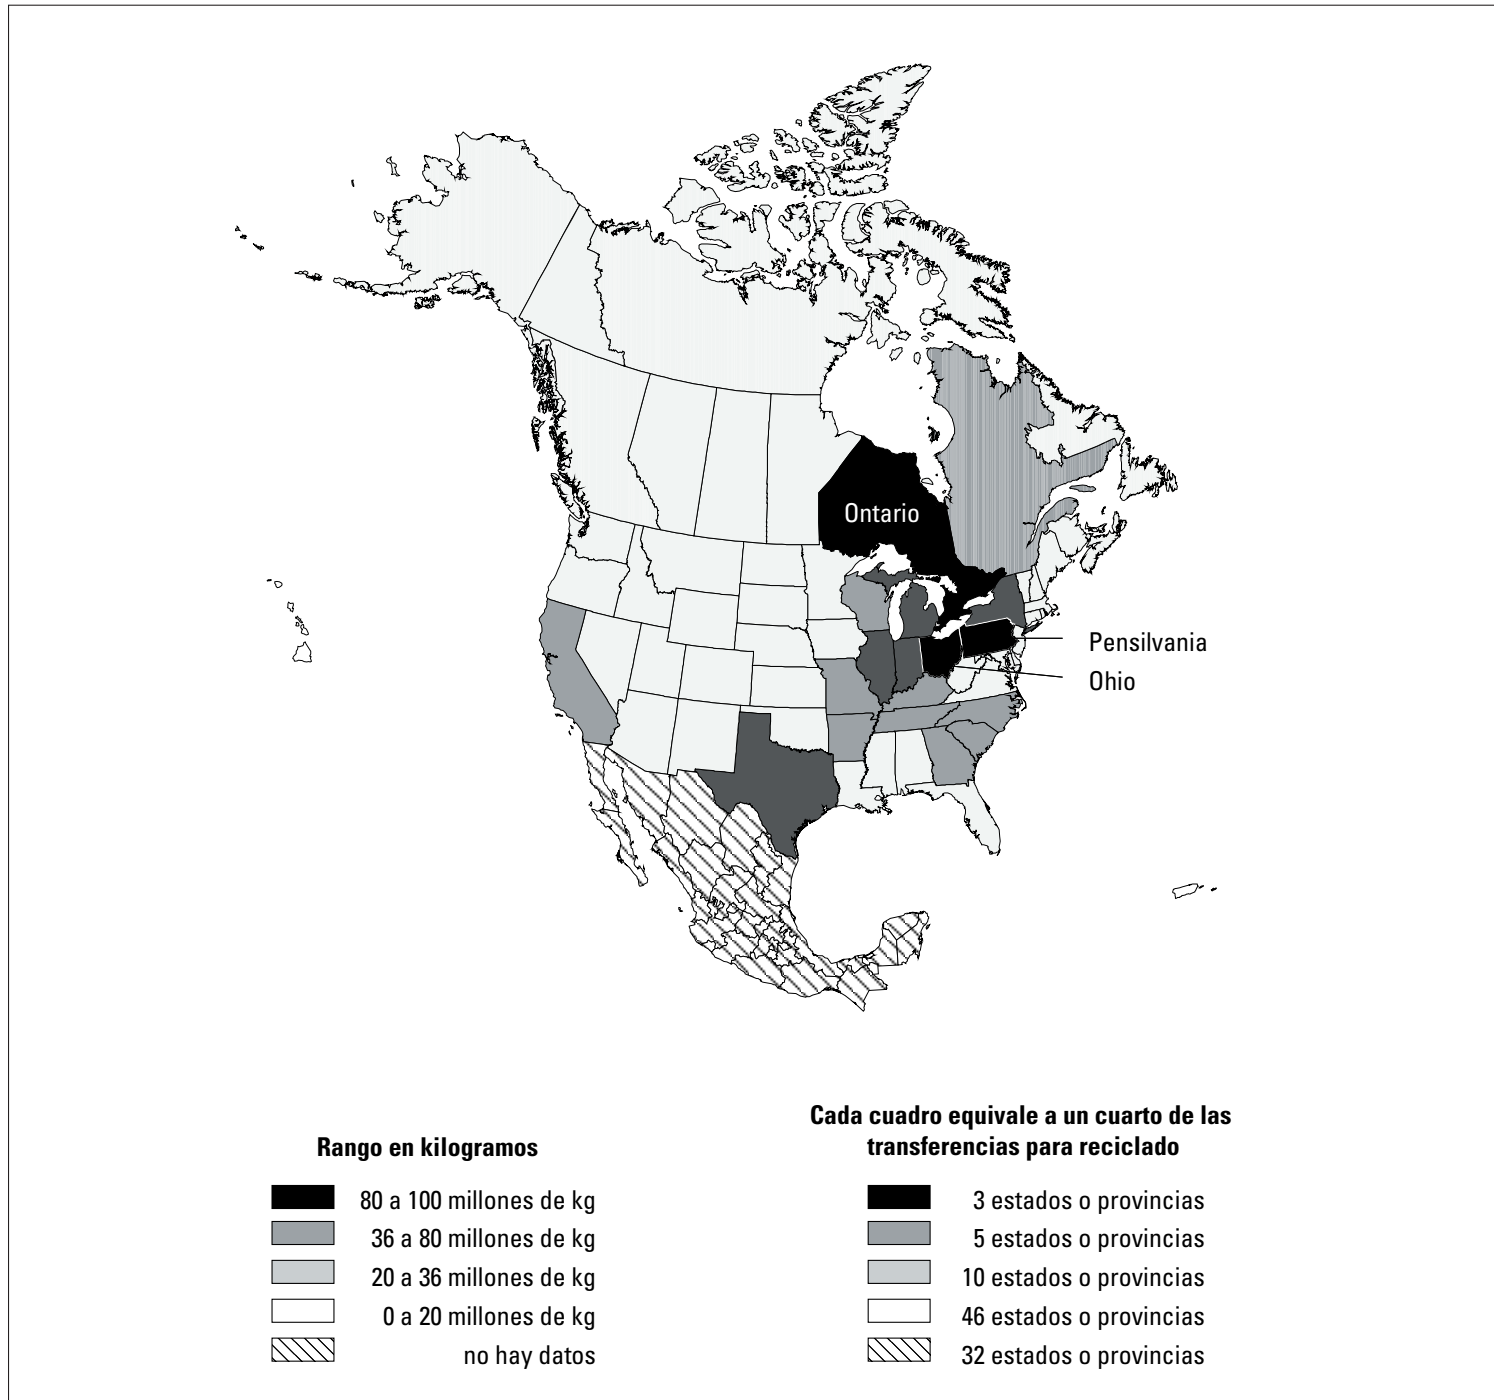 Ontario
Pensilvania
Ohio
Rango en kilogramos
80 a 100 millones de kg
36 a 80 millones de kg
20 a 36 millones de kg
0 a 20 millones de kg
no hay datos
Cada cuadro equivale a un cuarto de las
transferencias para reciclado
3 estados o provincias
5 estados o provincias
10 estados o provincias
46 estados o provincias
32 estados o provincias